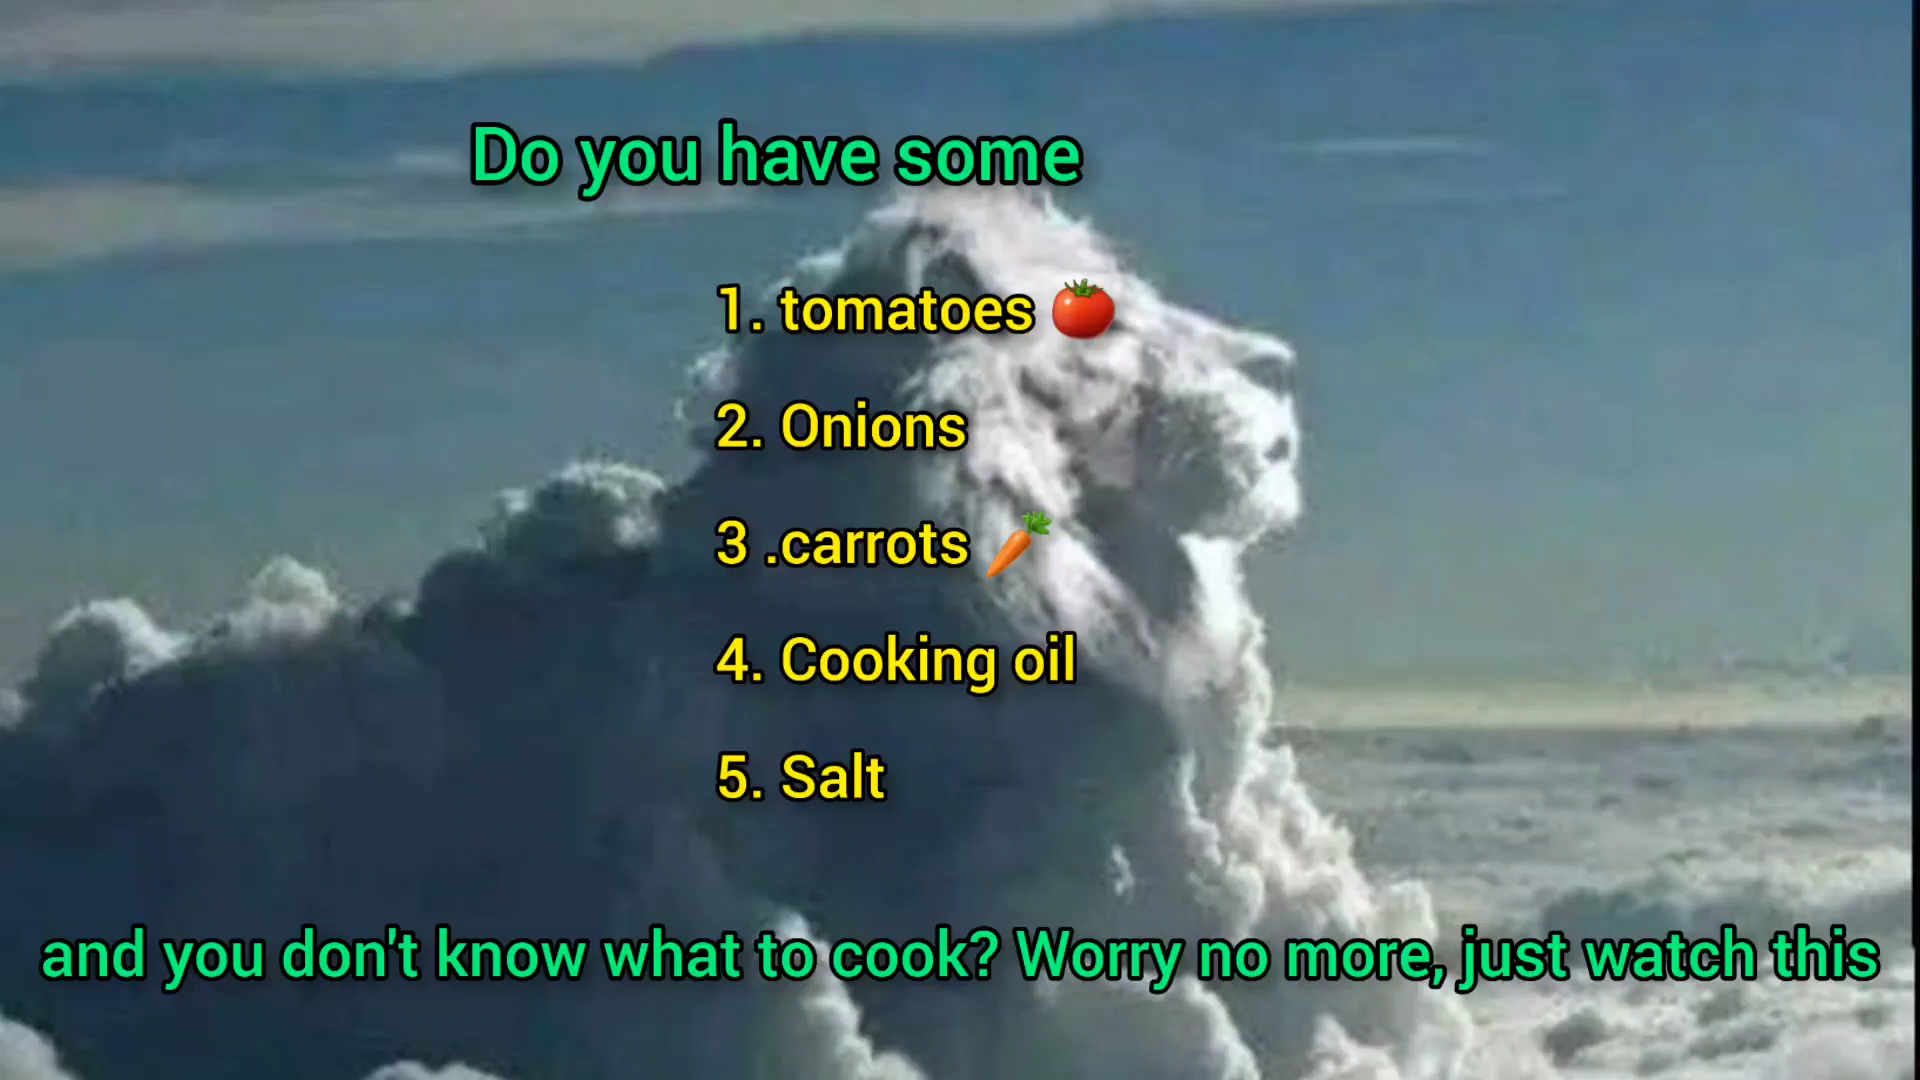 Do you have some
1. tomatoes 🍅
2. Onions
3 .carrots 🥕
4. Cooking oil
5. Salt
and you don't know what to cook? Worry no more, just watch this